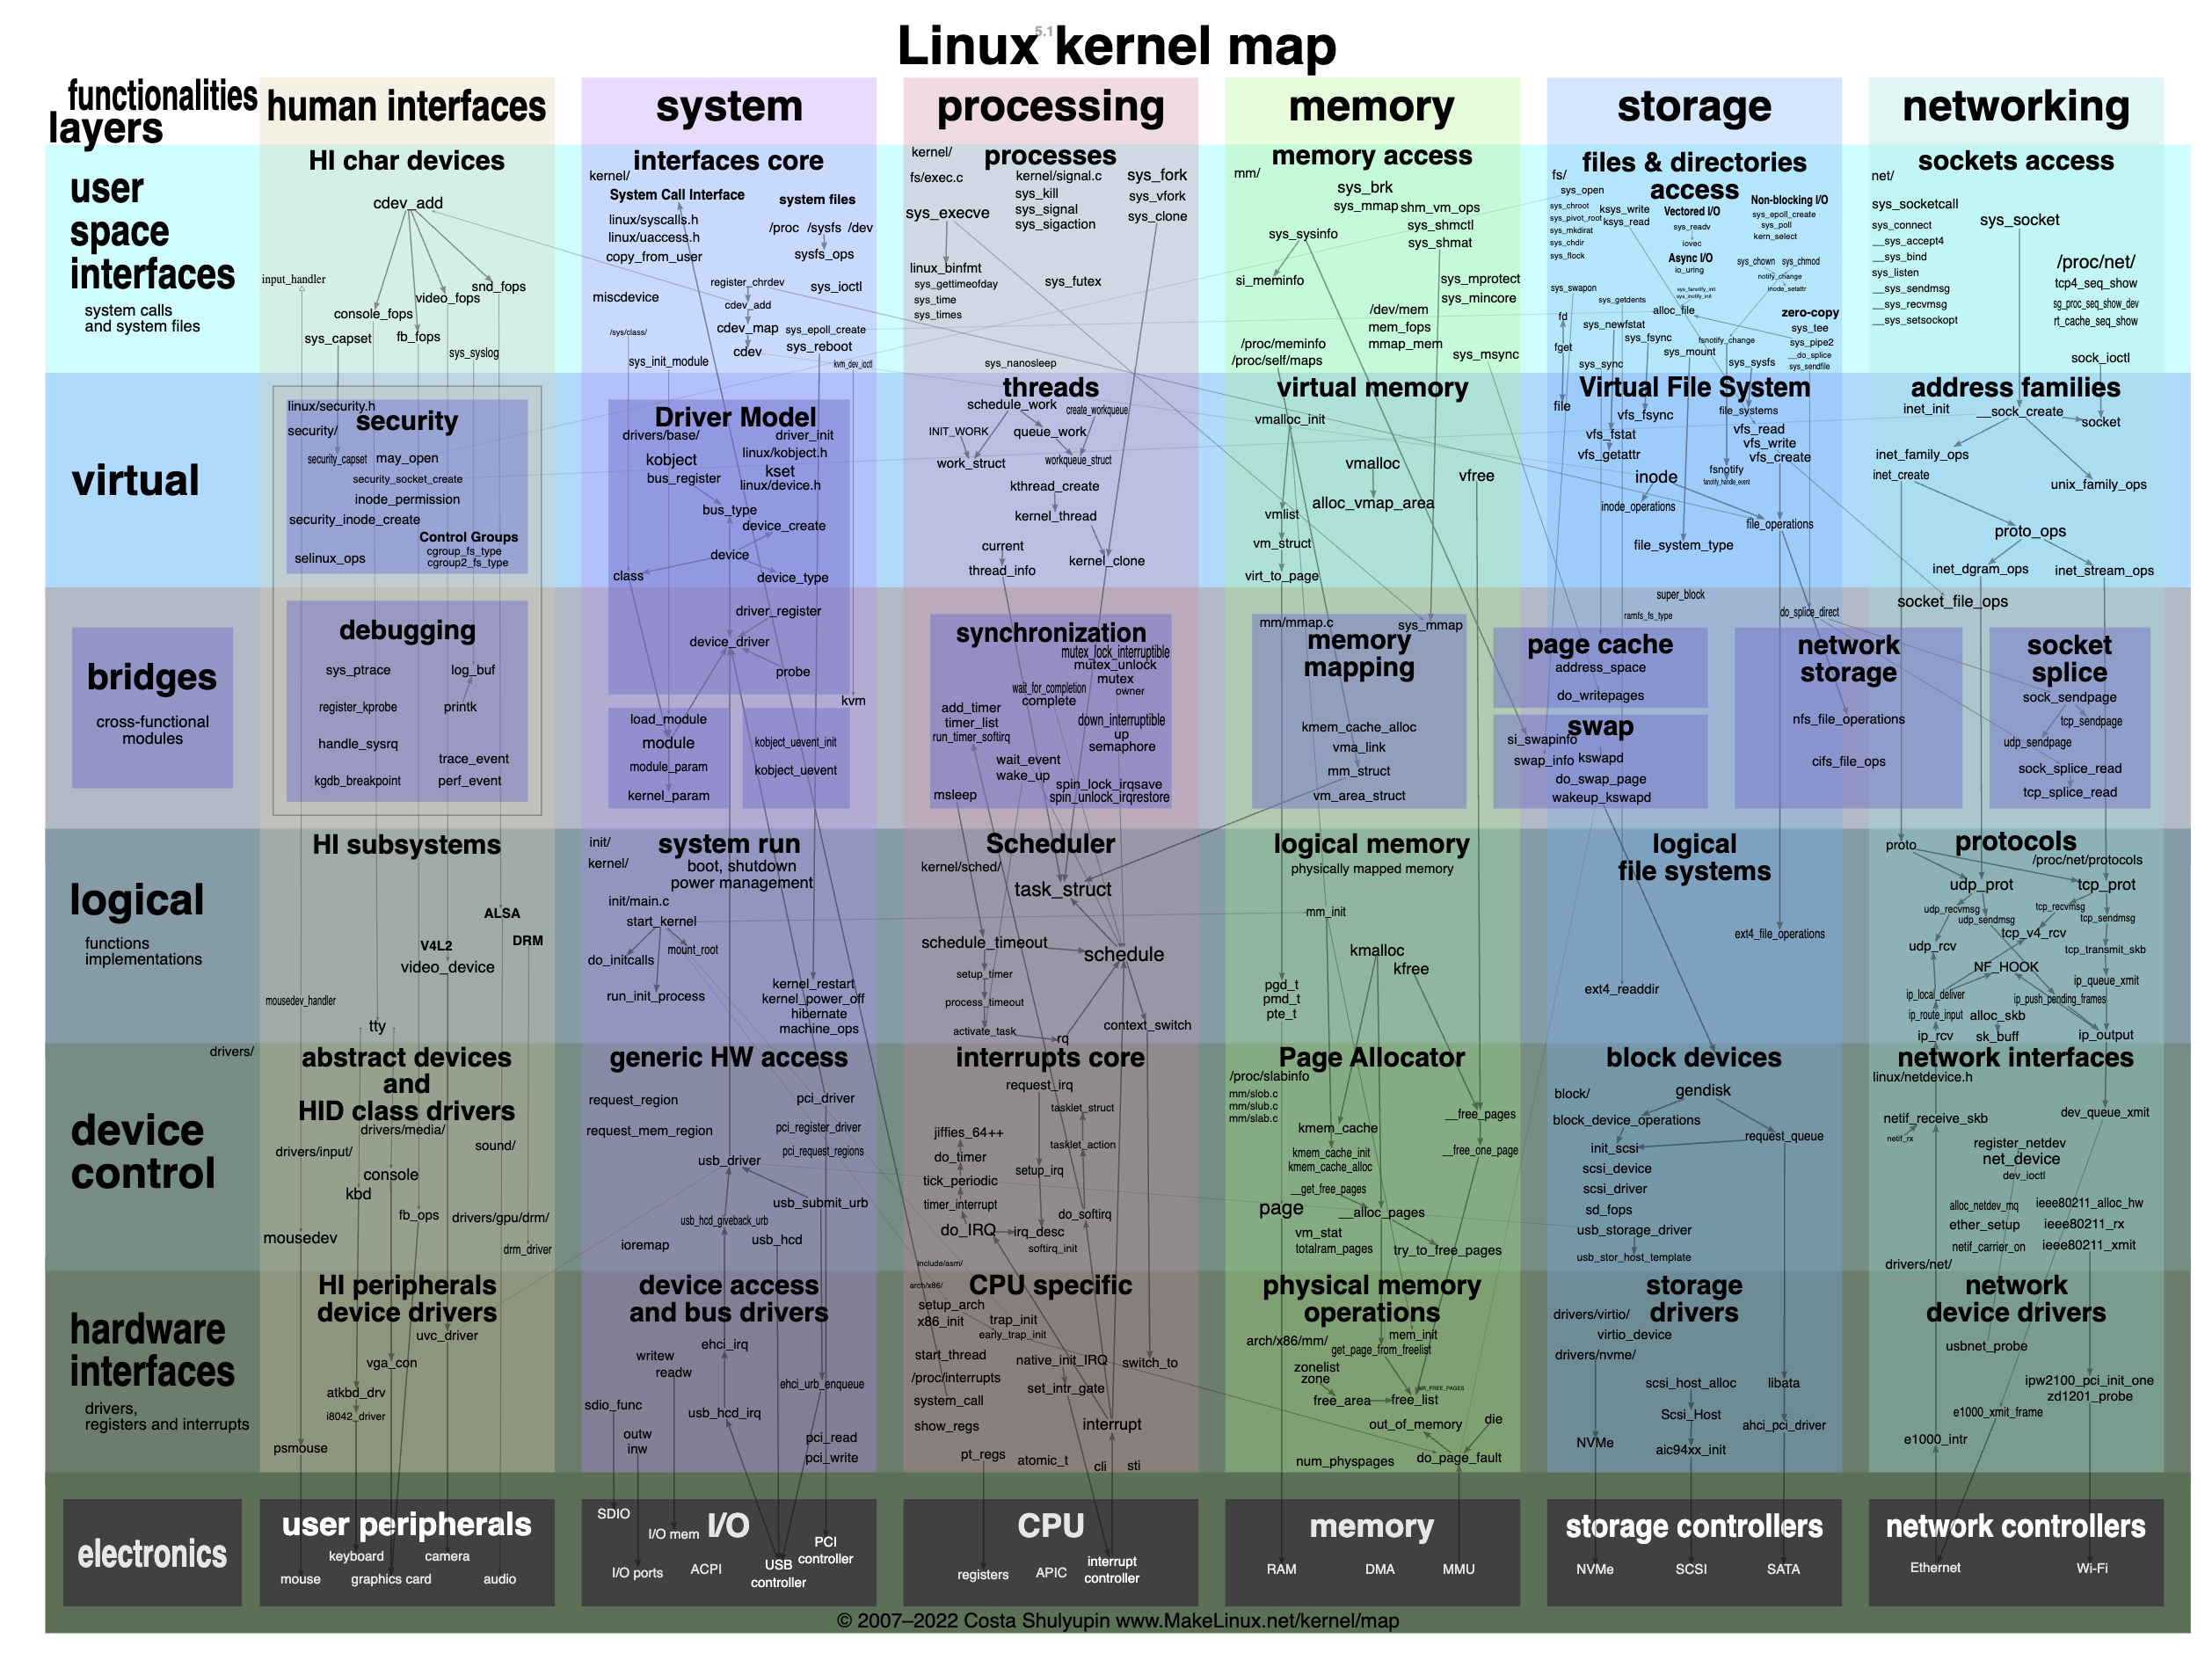 Linux kernel map
5.1
functionalities
layers
human interfaces
system
processing
memory
storage
networking
user
space
interfaces
system calls
and system files
HI char devices
cdev_add
input_handler
snd_fops
video_fops
console_fops
fb_fops
sys_capset
sys_syslog
interfaces core
kernel/
System Call Interface
system files
linux/syscalls.h
linux/uaccess.h
copy_from_user
/proc /sysfs /dev
sysfs_ops
register_chrdev
sys_ioctl
miscdevice
cdev_add
cdev_map
sys_epoll_create
/sys/class/
sys_reboot
cdev
sys_init_module
kvm_dev_ioctl
processes
kernel/
fs/exec.c
kernel/signal.c
sys_fork
sys_kill
sys_vfork
sys_signal
sys_execve
sys_clone
sys_sigaction
linux_binfmt
sys_gettimeofday
sys_futex
sys_time
sys_times
sys_nanosleep
memory access
mm/
sys_brk
sys_mmap
shm_vm_ops
sys_shmctl
sys_sysinfo
sys_shmat
si_meminfo
sys_mprotect
sys_mincore
/dev/mem
mem_fops
mmap_mem
/proc/meminfo
/proc/self/maps
sys_msync
files & directories
access
fs/
sys_open
sys_chroot
sys_pivot_root
sys_mkdirat
sys_chdir
sys_flock
ksys_write
ksys_read
Vectored I/O
sys_readv
iovec
Async I/O
io_uring
Non-blocking I/O
sys_epoll_create
sys_poll
kern_select
sys_chown
sys_chmod
notify_change
inode_setattr
sys_swapon
sys_fanotify_init
sys_inotify_init
sys_getdents
alloc_file
fd
zero-copy
sys_newfstat
sys_tee
fget
sys_fsync
fsnotify_change
sys_pipe2
sys_mount
__do_splice
sys_sync
sys_sysfs
sys_sendfile
sockets access
net/
sys_socketcall
sys_socket
sys_connect
__sys_accept4
__sys_bind
sys_listen
__sys_sendmsg
__sys_recvmsg
__sys_setsockopt
/proc/net/
tcp4_seq_show
sg_proc_seq_show_dev
rt_cache_seq_show
sock_ioctl
virtual
linux/security.h
security
security/
security_capset
may_open
security_socket_create
inode_permission
security_inode_create
Control Groups
cgroup_fs_type
cgroup2_fs_type
selinux_ops
Driver Model
drivers/base/
driver_init
linux/kobject.h
kobject
kset
bus_register
linux/device.h
bus_type
device_create
device
class
device_type
driver_register
device_driver
probe
kvm
threads
schedule_work
create_workqueue
INIT_WORK
queue_work
work_struct
workqueue_struct
kthread_create
kernel_thread
current
kernel_clone
thread_info
virtual memory
vmalloc_init
vmalloc
vfree
alloc_vmap_area
vmlist
vm_struct
virt_to_page
Virtual File System
file
vfs_fsync
file_systems
vfs_fstat
vfs_read
vfs_write
vfs_getattr
vfs_create
inode
fsnotify
fanotify_handle_event
inode_operations
file_operations
file_system_type
super_block
ramfs_fs_type
do_splice_direct
address families
inet_init
__sock_create
socket
inet_family_ops
inet_create
unix_family_ops
proto_ops
inet_dgram_ops
inet_stream_ops
socket_file_ops
bridges
cross-functional
modules
debugging
sys_ptrace
log_buf
register_kprobe
printk
handle_sysrq
trace_event
kgdb_breakpoint
perf_event
load_module
module
module_param
kernel_param
kobject_uevent_init
kobject_uevent
synchronization
mutex_lock_interruptible
mutex_unlock
mutex
owner
wait_for_completion
complete
add_timer
timer_list
run_timer_softirq
down_interruptible
up
semaphore
wait_event
wake_up
msleep
spin_lock_irqsave
spin_unlock_irqrestore
mm/mmap.c
sys_mmap
memory
mapping
kmem_cache_alloc
vma_link
mm_struct
vm_area_struct
page cache
address_space
do_writepages
swap
si_swapinfo
swap_info
kswapd
do_swap_page
wakeup_kswapd
network
storage
nfs_file_operations
cifs_file_ops
socket
splice
sock_sendpage
tcp_sendpage
udp_sendpage
sock_splice_read
tcp_splice_read
logical
functions
implementations
HI subsystems
ALSA
DRM
V4L2
video_device
mousedev_handler
tty
init/
system run
kernel/
boot, shutdown
power management
init/main.c
start_kernel
mount_root
do_initcalls
run_init_process
kernel_restart
kernel_power_off
hibernate
machine_ops
Scheduler
kernel/sched/
task_struct
schedule_timeout
schedule
setup_timer
process_timeout
activate_task
context_switch
rq
logical memory
physically mapped memory
mm_init
kmalloc
kfree
pgd_t
pmd_t
pte_t
logical
file systems
ext4_file_operations
ext4_readdir
protocols
proto
/proc/net/protocols
udp_prot
tcp_prot
udp_recvmsg
tcp_recvmsg
udp_sendmsg
tcp_sendmsg
tcp_v4_rcv
udp_rcv
tcp_transmit_skb
NF_HOOK
ip_queue_xmit
ip_local_deliver
ip_push_pending_frames
ip_route_input
alloc_skb
ip_rcv
sk_buff
ip_output
drivers/
device
control
abstract devices
and
HID class drivers
drivers/media/
drivers/input/
sound/
console
kbd
fb_ops
drivers/gpu/drm/
mousedev
drm_driver
generic HW access
request_region
pci_driver
request_mem_region
pci_register_driver
pci_request_regions
usb_driver
usb_submit_urb
usb_hcd_giveback_urb
ioremap
usb_hcd
interrupts core
request_irq
tasklet_struct
jiffies_64++
tasklet_action
do_timer
setup_irq
tick_periodic
timer_interrupt
do_softirq
do_IRQ
irq_desc
softirq_init
include/asm/
Page Allocator
/proc/slabinfo
mm/slob.c
mm/slub.c
mm/slab.c
__free_pages
kmem_cache
kmem_cache_init
kmem_cache_alloc
__free_one_page
__get_free_pages
page
__alloc_pages
vm_stat
totalram_pages
try_to_free_pages
block devices
block/
gendisk
block_device_operations
request_queue
init_scsi
scsi_device
scsi_driver
sd_fops
usb_storage_driver
usb_stor_host_template
network interfaces
linux/netdevice.h
netif_receive_skb
dev_queue_xmit
netif_rx
register_netdev
net_device
dev_ioctl
alloc_netdev_mq
ieee80211_alloc_hw
ether_setup
ieee80211_rx
netif_carrier_on
ieee80211_xmit
drivers/net/
hardware
interfaces
drivers,
registers and interrupts
HI peripherals
device drivers
uvc_driver
vga_con
atkbd_drv
i8042_driver
psmouse
device access
and bus drivers
ehci_irq
writew
readw
ehci_urb_enqueue
sdio_func
usb_hcd_irq
outw
inw
pci_read
pci_write
arch/x86/
CPU specific
setup_arch
x86_init
trap_init
early_trap_init
start_thread
native_init_IRQ
switch_to
/proc/interrupts
set_intr_gate
system_call
show_regs
interrupt
pt_regs
atomic_t
cli
sti
physical memory
operations
arch/x86/mm/
mem_init
get_page_from_freelist
zonelist
zone
NR_FREE_PAGES
free_area
free_list
out_of_memory
die
num_physpages
do_page_fault
storage
drivers
drivers/virtio/
virtio_device
drivers/nvme/
scsi_host_alloc
libata
Scsi_Host
ahci_pci_driver
NVMe
aic94xx_init
network
device drivers
usbnet_probe
ipw2100_pci_init_one
zd1201_probe
e1000_xmit_frame
e1000_intr
electronics
user peripherals
keyboard
camera
mouse
graphics card
audio
SDIO
I/O mem
I/O
I/O ports
ACPI
USB
controller
PCI
controller
CPU
registers
APIC
interrupt
controller
memory
RAM
DMA
MMU
storage controllers
NVMe
SCSI
SATA
network controllers
Ethernet
Wi-Fi
© 2007–2022 Costa Shulyupin www.MakeLinux.net/kernel/map